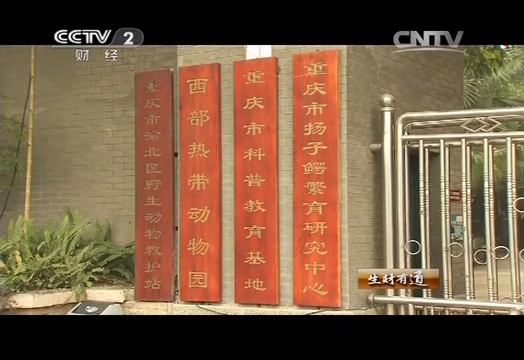 CCTV 2
财经
CNTV
重庆市渝北区野生动物救护站
西部热带动物园
重庆市科普教育基地
重庆市扬子鳄繁育研究中心
生财有道